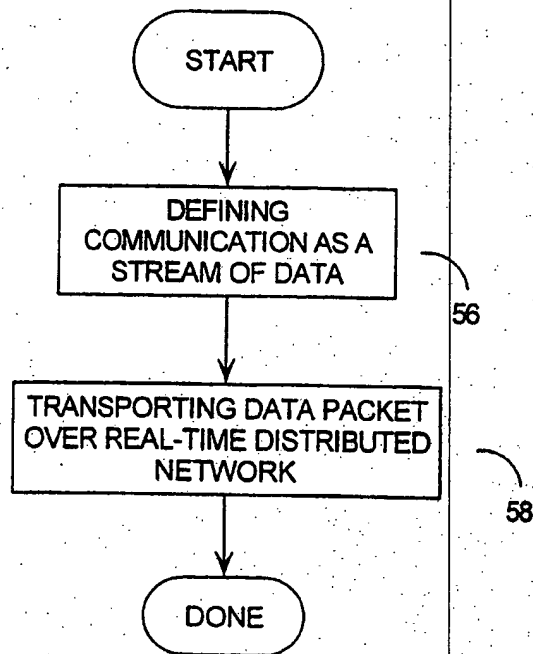 START
DEFINING
COMMUNICATION AS A
STREAM OF DATA
56
TRANSPORTING DATA PACKET
OVER REAL-TIME DISTRIBUTED
NETWORK
58
DONE